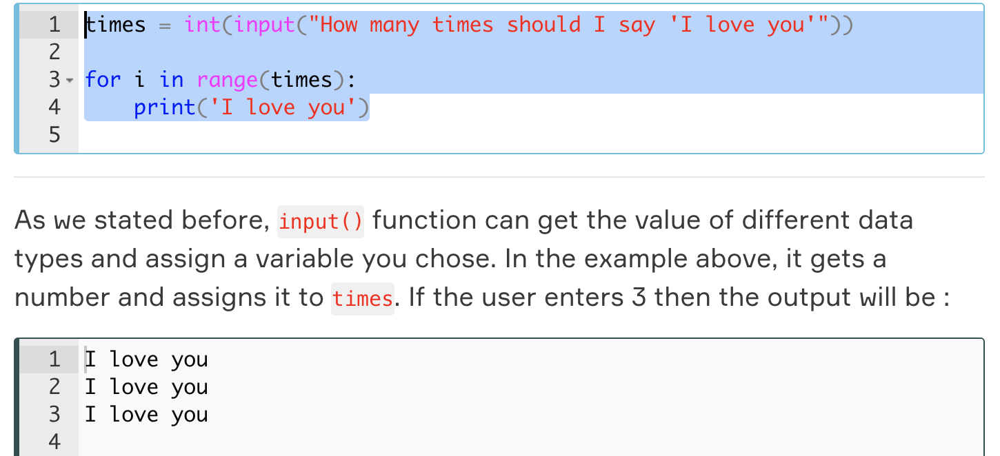 1 times = int(input("How many times should I say 'I love you'"))
2
3 for i in range(times):
4     print('I love you')
5
As we stated before, input() function can get the value of different data
types and assign a variable you chose. In the example above, it gets a
number and assigns it to times. If the user enters 3 then the output will be :
1 I love you
2 I love you
3 I love you
4